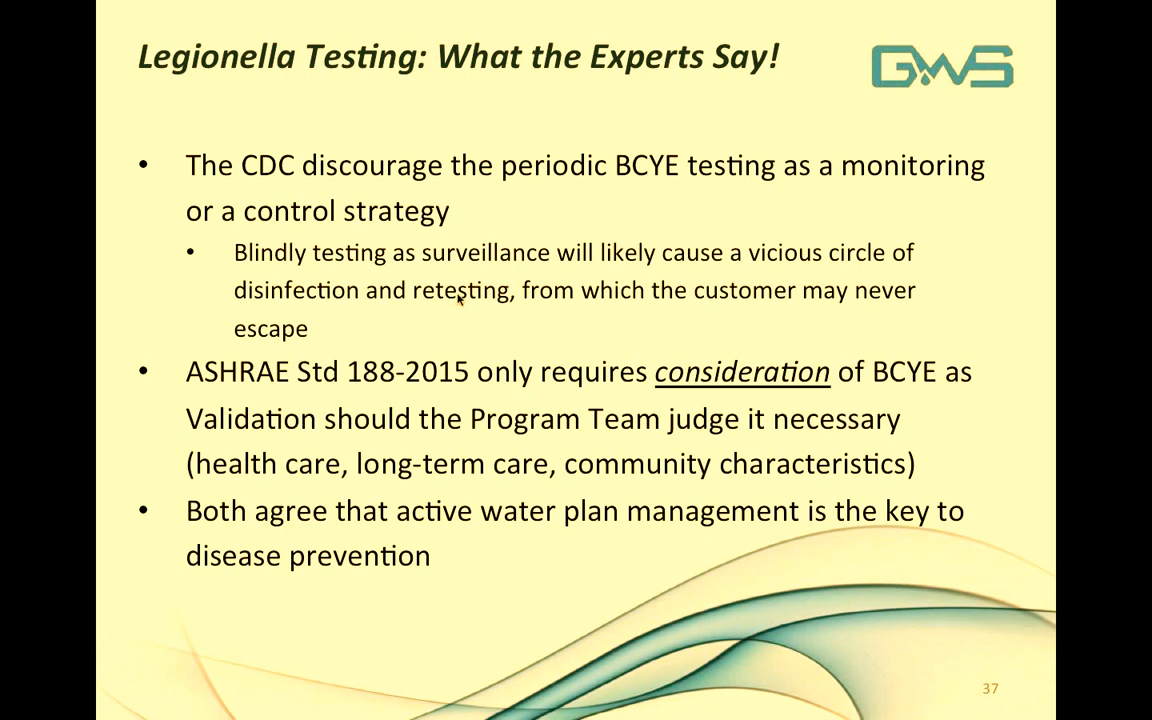 Legionella Testing: What the Experts Say!
GWS
• The CDC discourage the periodic BCYE testing as a monitoring
or a control strategy
• Blindly testing as surveillance will likely cause a vicious circle of
disinfection and retesting, from which the customer may never
escape
• ASHRAE Std 188-2015 only requires consideration of BCYE as
Validation should the Program Team judge it necessary
(health care, long-term care, community characteristics)
• Both agree that active water plan management is the key to
disease prevention
37